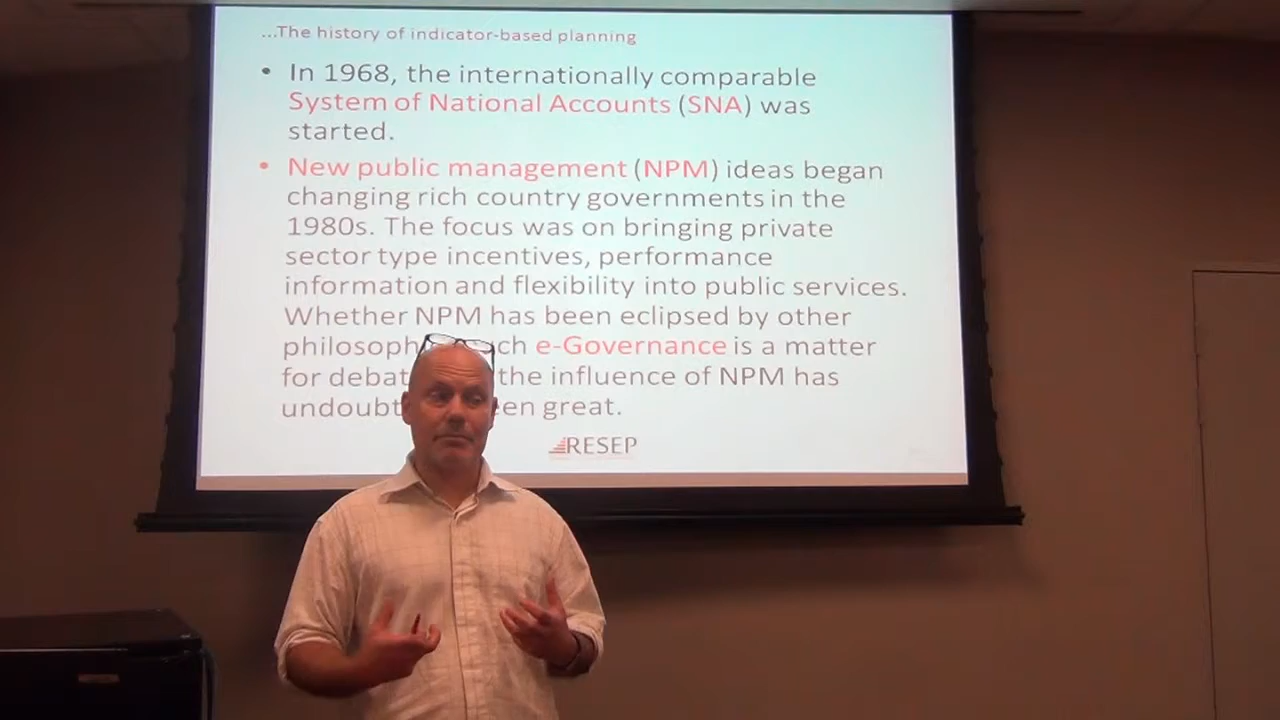 ...The history of indicator-based planning
• In 1968, the internationally comparable
System of National Accounts (SNA) was
started.
• New public management (NPM) ideas began
changing rich country governments in the
1980s. The focus was on bringing private
sector type incentives, performance
information and flexibility into public services.
Whether NPM has been eclipsed by other
philosoph ch e-Governance is a matter
for debat the influence of NPM has
undoubt en great.
RESEP